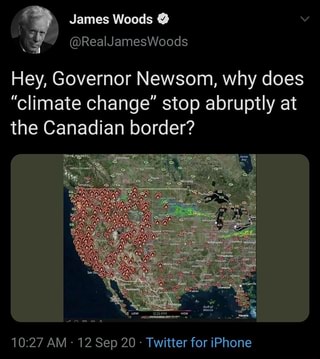 James Woods
@RealJamesWoods
Hey, Governor Newsom, why does
“climate change” stop abruptly at
the Canadian border?
10:27 AM · 12 Sep 20 · Twitter for iPhone